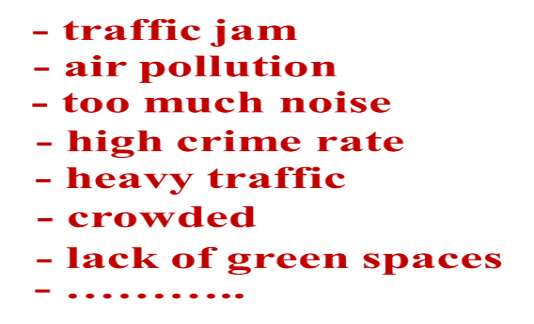 - traffic jam
- air pollution
- too much noise
- high crime rate
- heavy traffic
- crowded
- lack of green spaces
- ………..